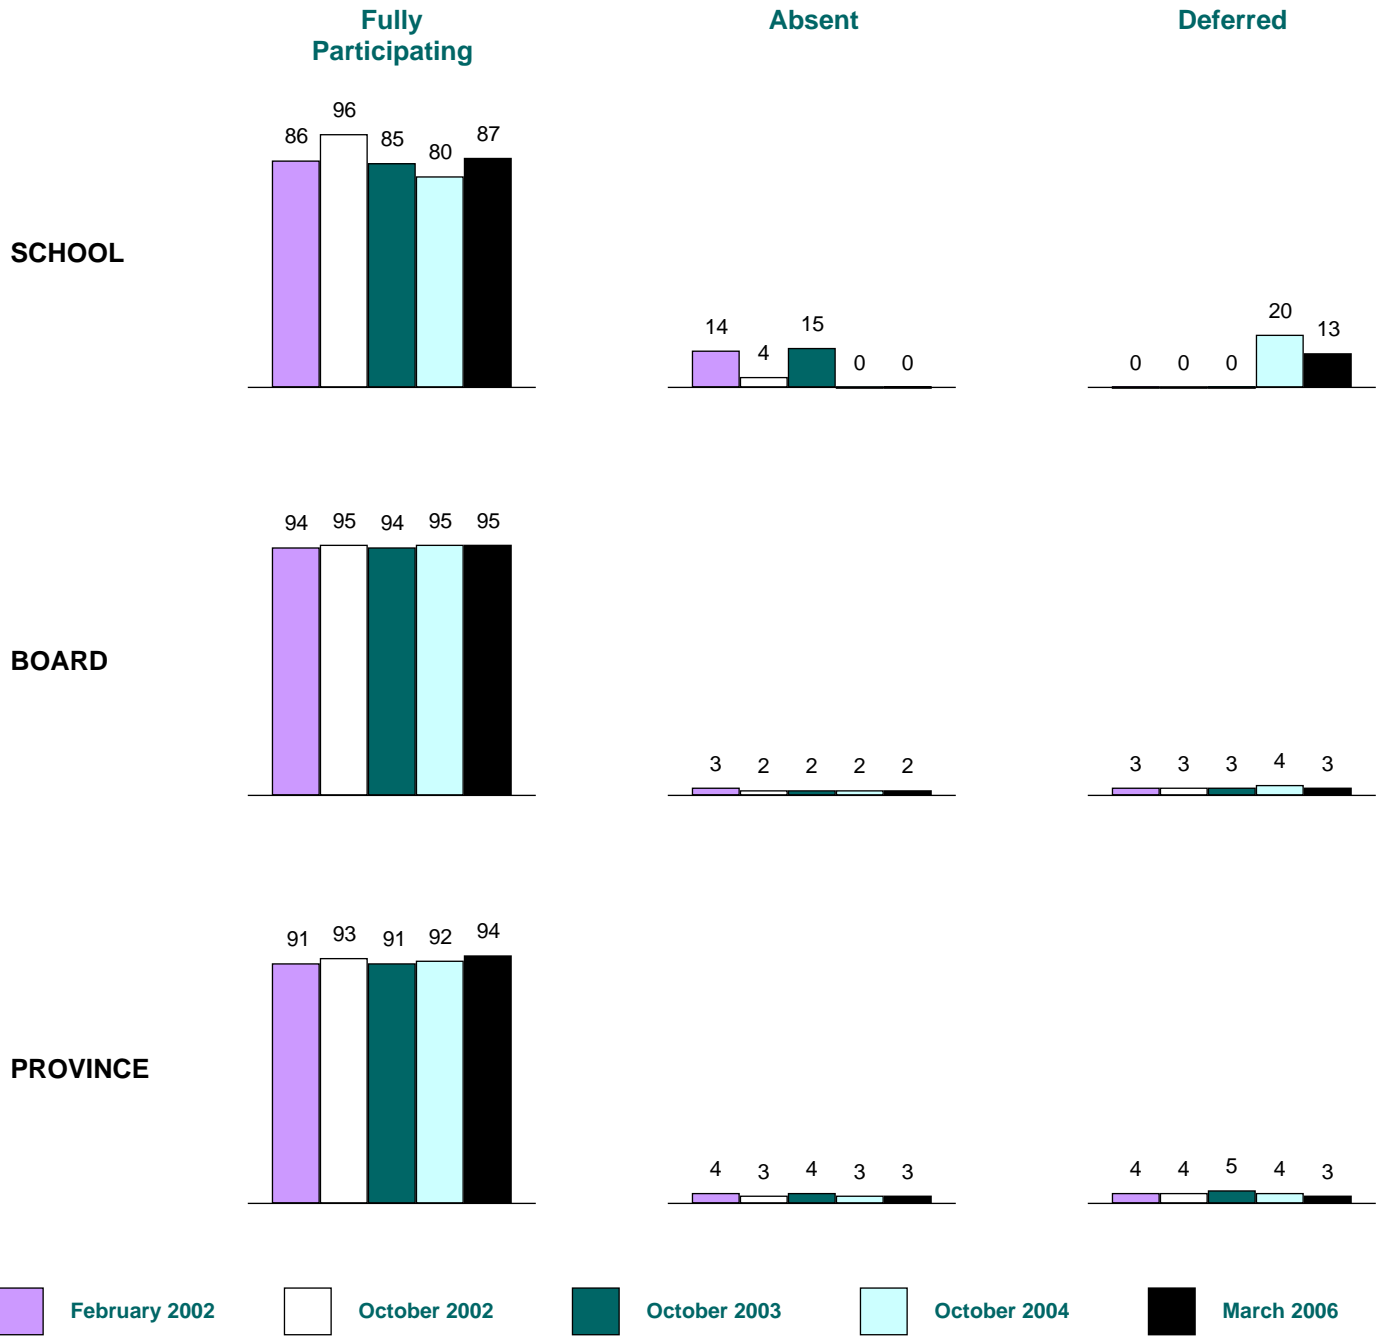 Fully
Participating
Absent
Deferred
SCHOOL
86 96 85 80 87
14 4 15 0 0
0 0 0 20 13
BOARD
94 95 94 95 95
3 2 2 2 2
3 3 3 4 3
PROVINCE
91 93 91 92 94
4 3 4 3 3
4 4 5 4 3
February 2002
October 2002
October 2003
October 2004
March 2006